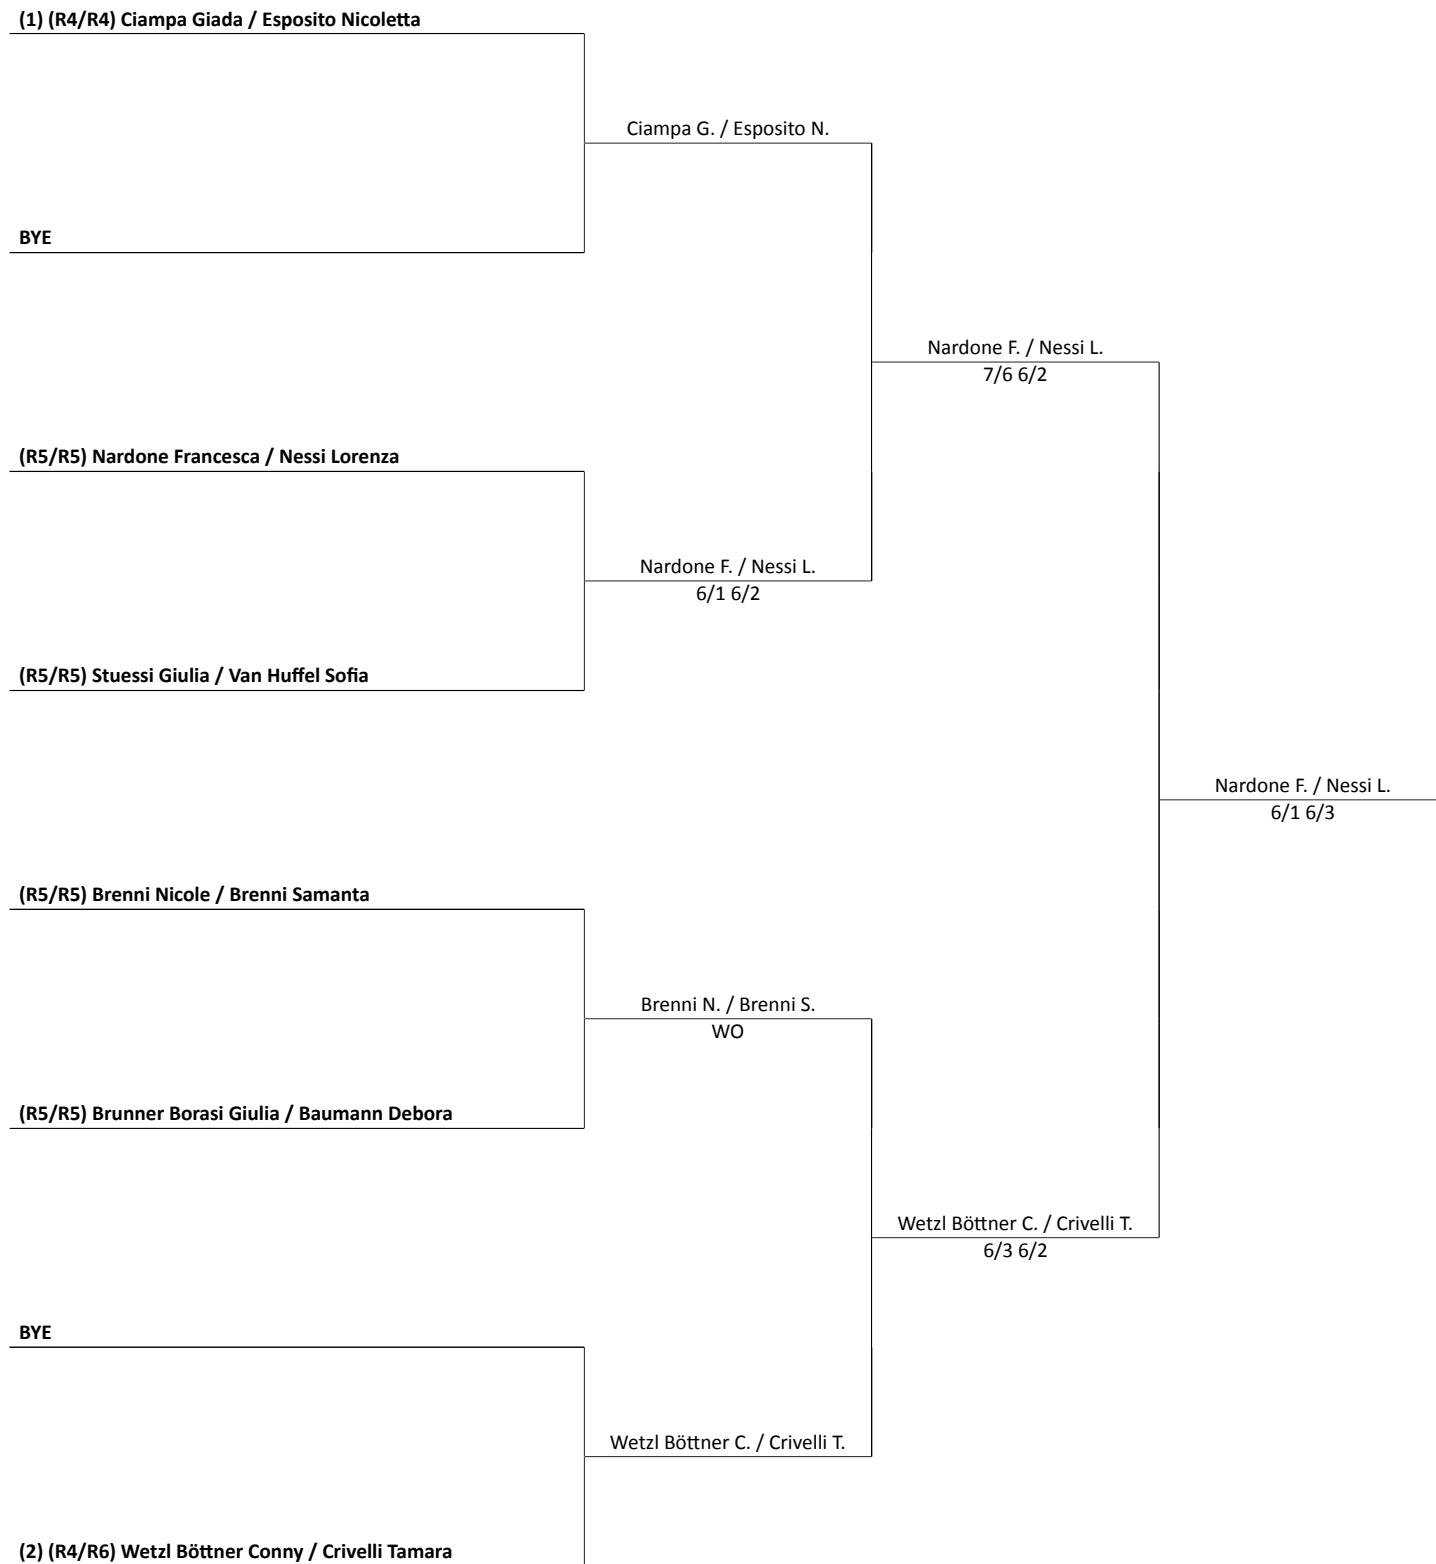 (1) (R4/R4) Ciampa Giada / Esposito Nicoletta
Ciampa G. / Esposito N.
BYE
Nardone F. / Nessi L.
7/6 6/2
(R5/R5) Nardone Francesca / Nessi Lorenza
Nardone F. / Nessi L.
6/1 6/2
(R5/R5) Stuessi Giulia / Van Huffel Sofia
Nardone F. / Nessi L.
6/1 6/3
(R5/R5) Brenni Nicole / Brenni Samanta
Brenni N. / Brenni S.
WO
(R5/R5) Brunner Borasi Giulia / Baumann Debora
Wetzl Böttner C. / Crivelli T.
6/3 6/2
BYE
Wetzl Böttner C. / Crivelli T.
(2) (R4/R6) Wetzl Böttner Conny / Crivelli Tamara